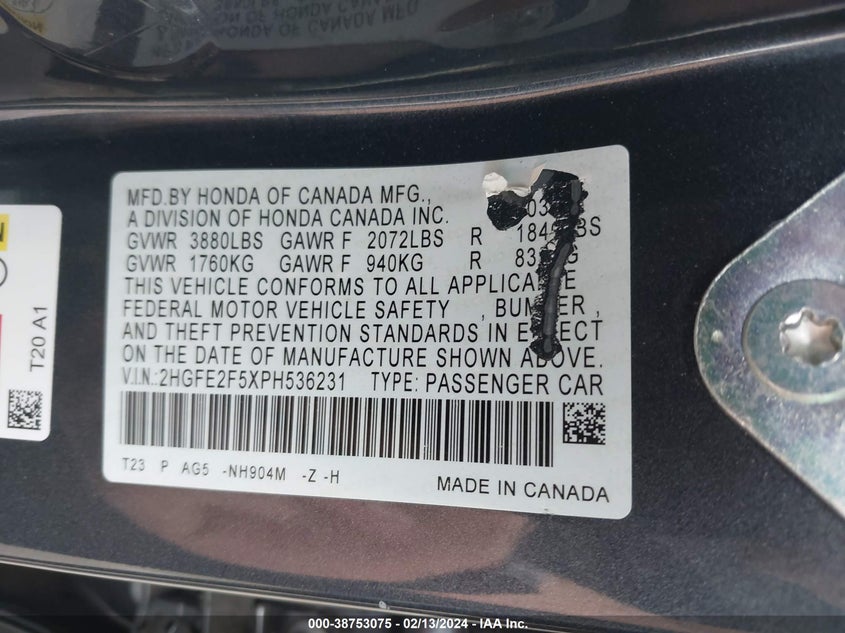 MFD.BY HONDA OF CANADA MFG.,
A DIVISION OF HONDA CANADA INC.
GVWR 3880LBS GAWR F 2072LBS R
GVWR 1760KG GAWR F 940KG R
THIS VEHICLE CONFORMS TO ALL
FEDERAL MOTOR VEHICLE SAFETY ,
AND THEFT PREVENTION STANDARDS IN
ON THE DATE OF MANUFACTURE SHOWN ABOVE.
V.I.N.:2HGFE2F5XPH536231 TYPE: PASSENGER CAR
T23 P AG5 -NH904M -Z -H
MADE IN CANADA
T20 A1
000-38753075 — 02/13/2024 — IAA Inc.